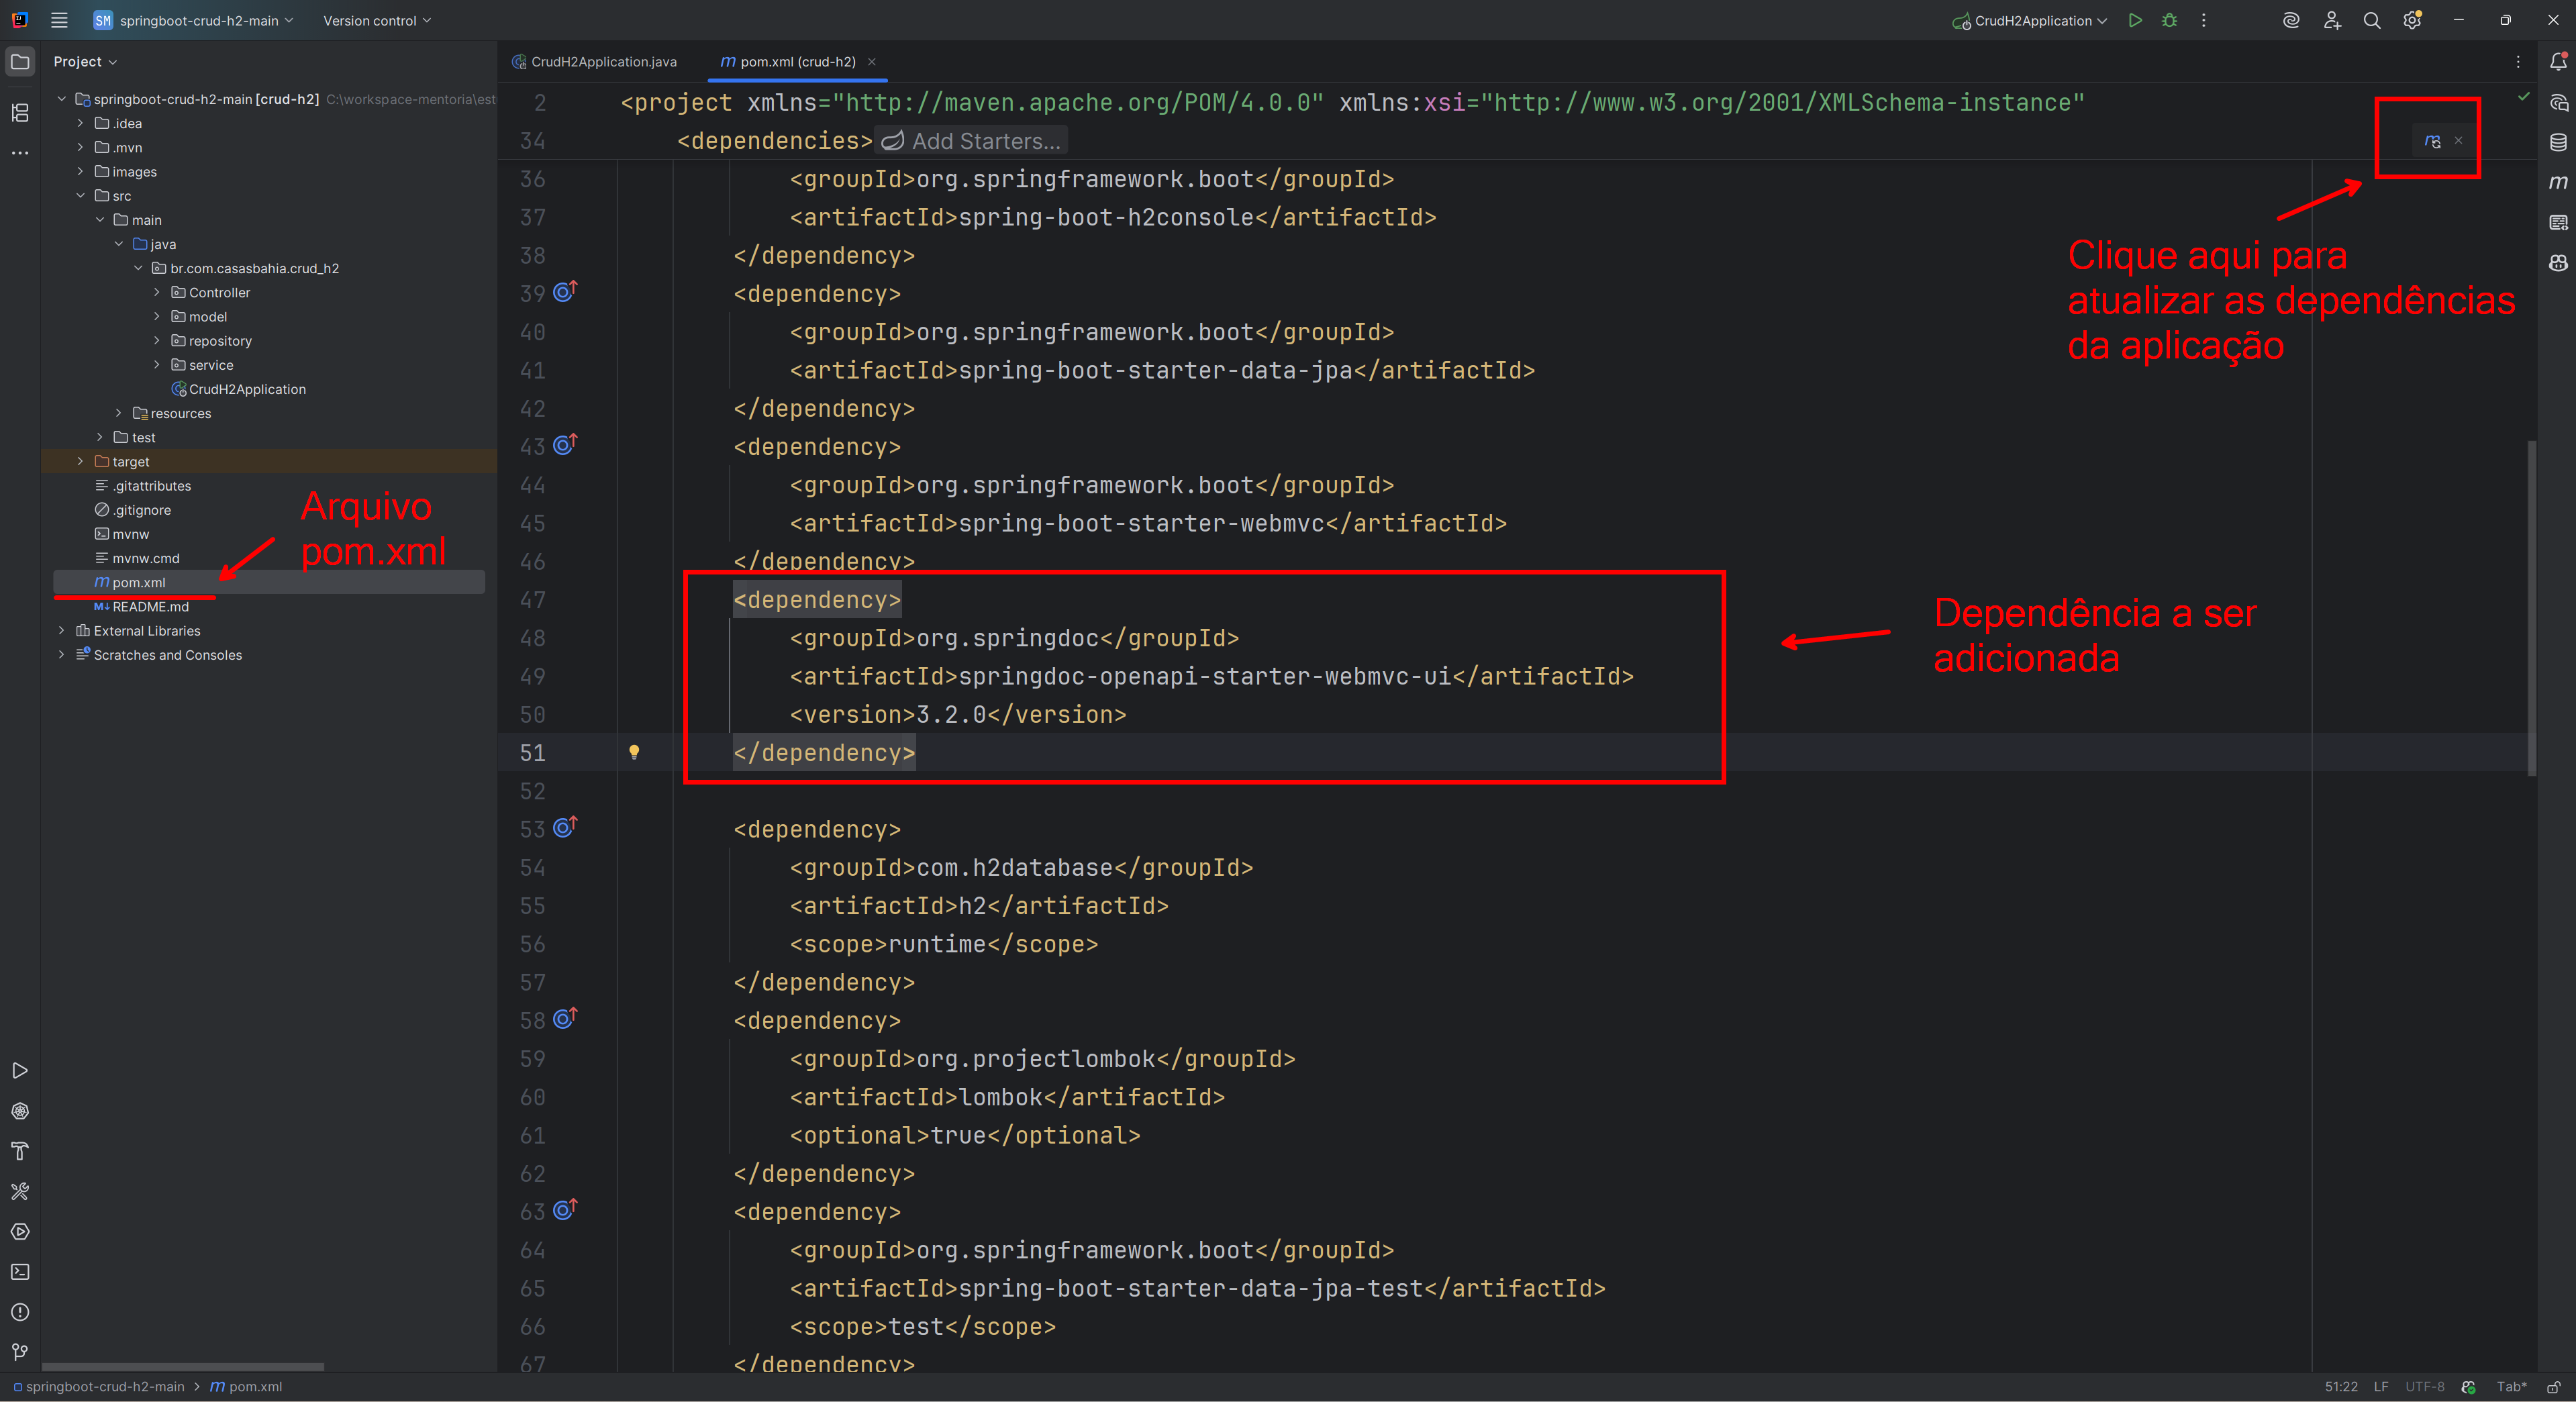 SM springboot-crud-h2-main Version control CrudH2Application
Project CrudH2Application.java pom.xml (crud-h2)
springboot-crud-h2-main [crud-h2] C:\workspace-mentoria\est
.idea
.mvn
images
src
main
java
br.com.casasbahia.crud_h2
Controller
model
repository
service
CrudH2Application
resources
test
target
.gitattributes
.gitignore
mvnw
mvnw.cmd
pom.xml
README.md
External Libraries
Scratches and Consoles
Arquivo
pom.xml
2 <project xmlns="http://maven.apache.org/POM/4.0.0" xmlns:xsi="http://www.w3.org/2001/XMLSchema-instance"
34 <dependencies> Add Starters...
36 <groupId>org.springframework.boot</groupId>
37 <artifactId>spring-boot-h2console</artifactId>
38 </dependency>
39 <dependency>
40 <groupId>org.springframework.boot</groupId>
41 <artifactId>spring-boot-starter-data-jpa</artifactId>
42 </dependency>
43 <dependency>
44 <groupId>org.springframework.boot</groupId>
45 <artifactId>spring-boot-starter-webmvc</artifactId>
46 </dependency>
47 <dependency>
48 <groupId>org.springdoc</groupId>
49 <artifactId>springdoc-openapi-starter-webmvc-ui</artifactId>
50 <version>3.2.0</version>
51 </dependency>
52
53 <dependency>
54 <groupId>com.h2database</groupId>
55 <artifactId>h2</artifactId>
56 <scope>runtime</scope>
57 </dependency>
58 <dependency>
59 <groupId>org.projectlombok</groupId>
60 <artifactId>lombok</artifactId>
61 <optional>true</optional>
62 </dependency>
63 <dependency>
64 <groupId>org.springframework.boot</groupId>
65 <artifactId>spring-boot-starter-data-jpa-test</artifactId>
66 <scope>test</scope>
67 </dependency>
Clique aqui para
atualizar as dependências
da aplicação
Dependência a ser
adicionada
springboot-crud-h2-main > pom.xml 51:22 LF UTF-8 Tab*